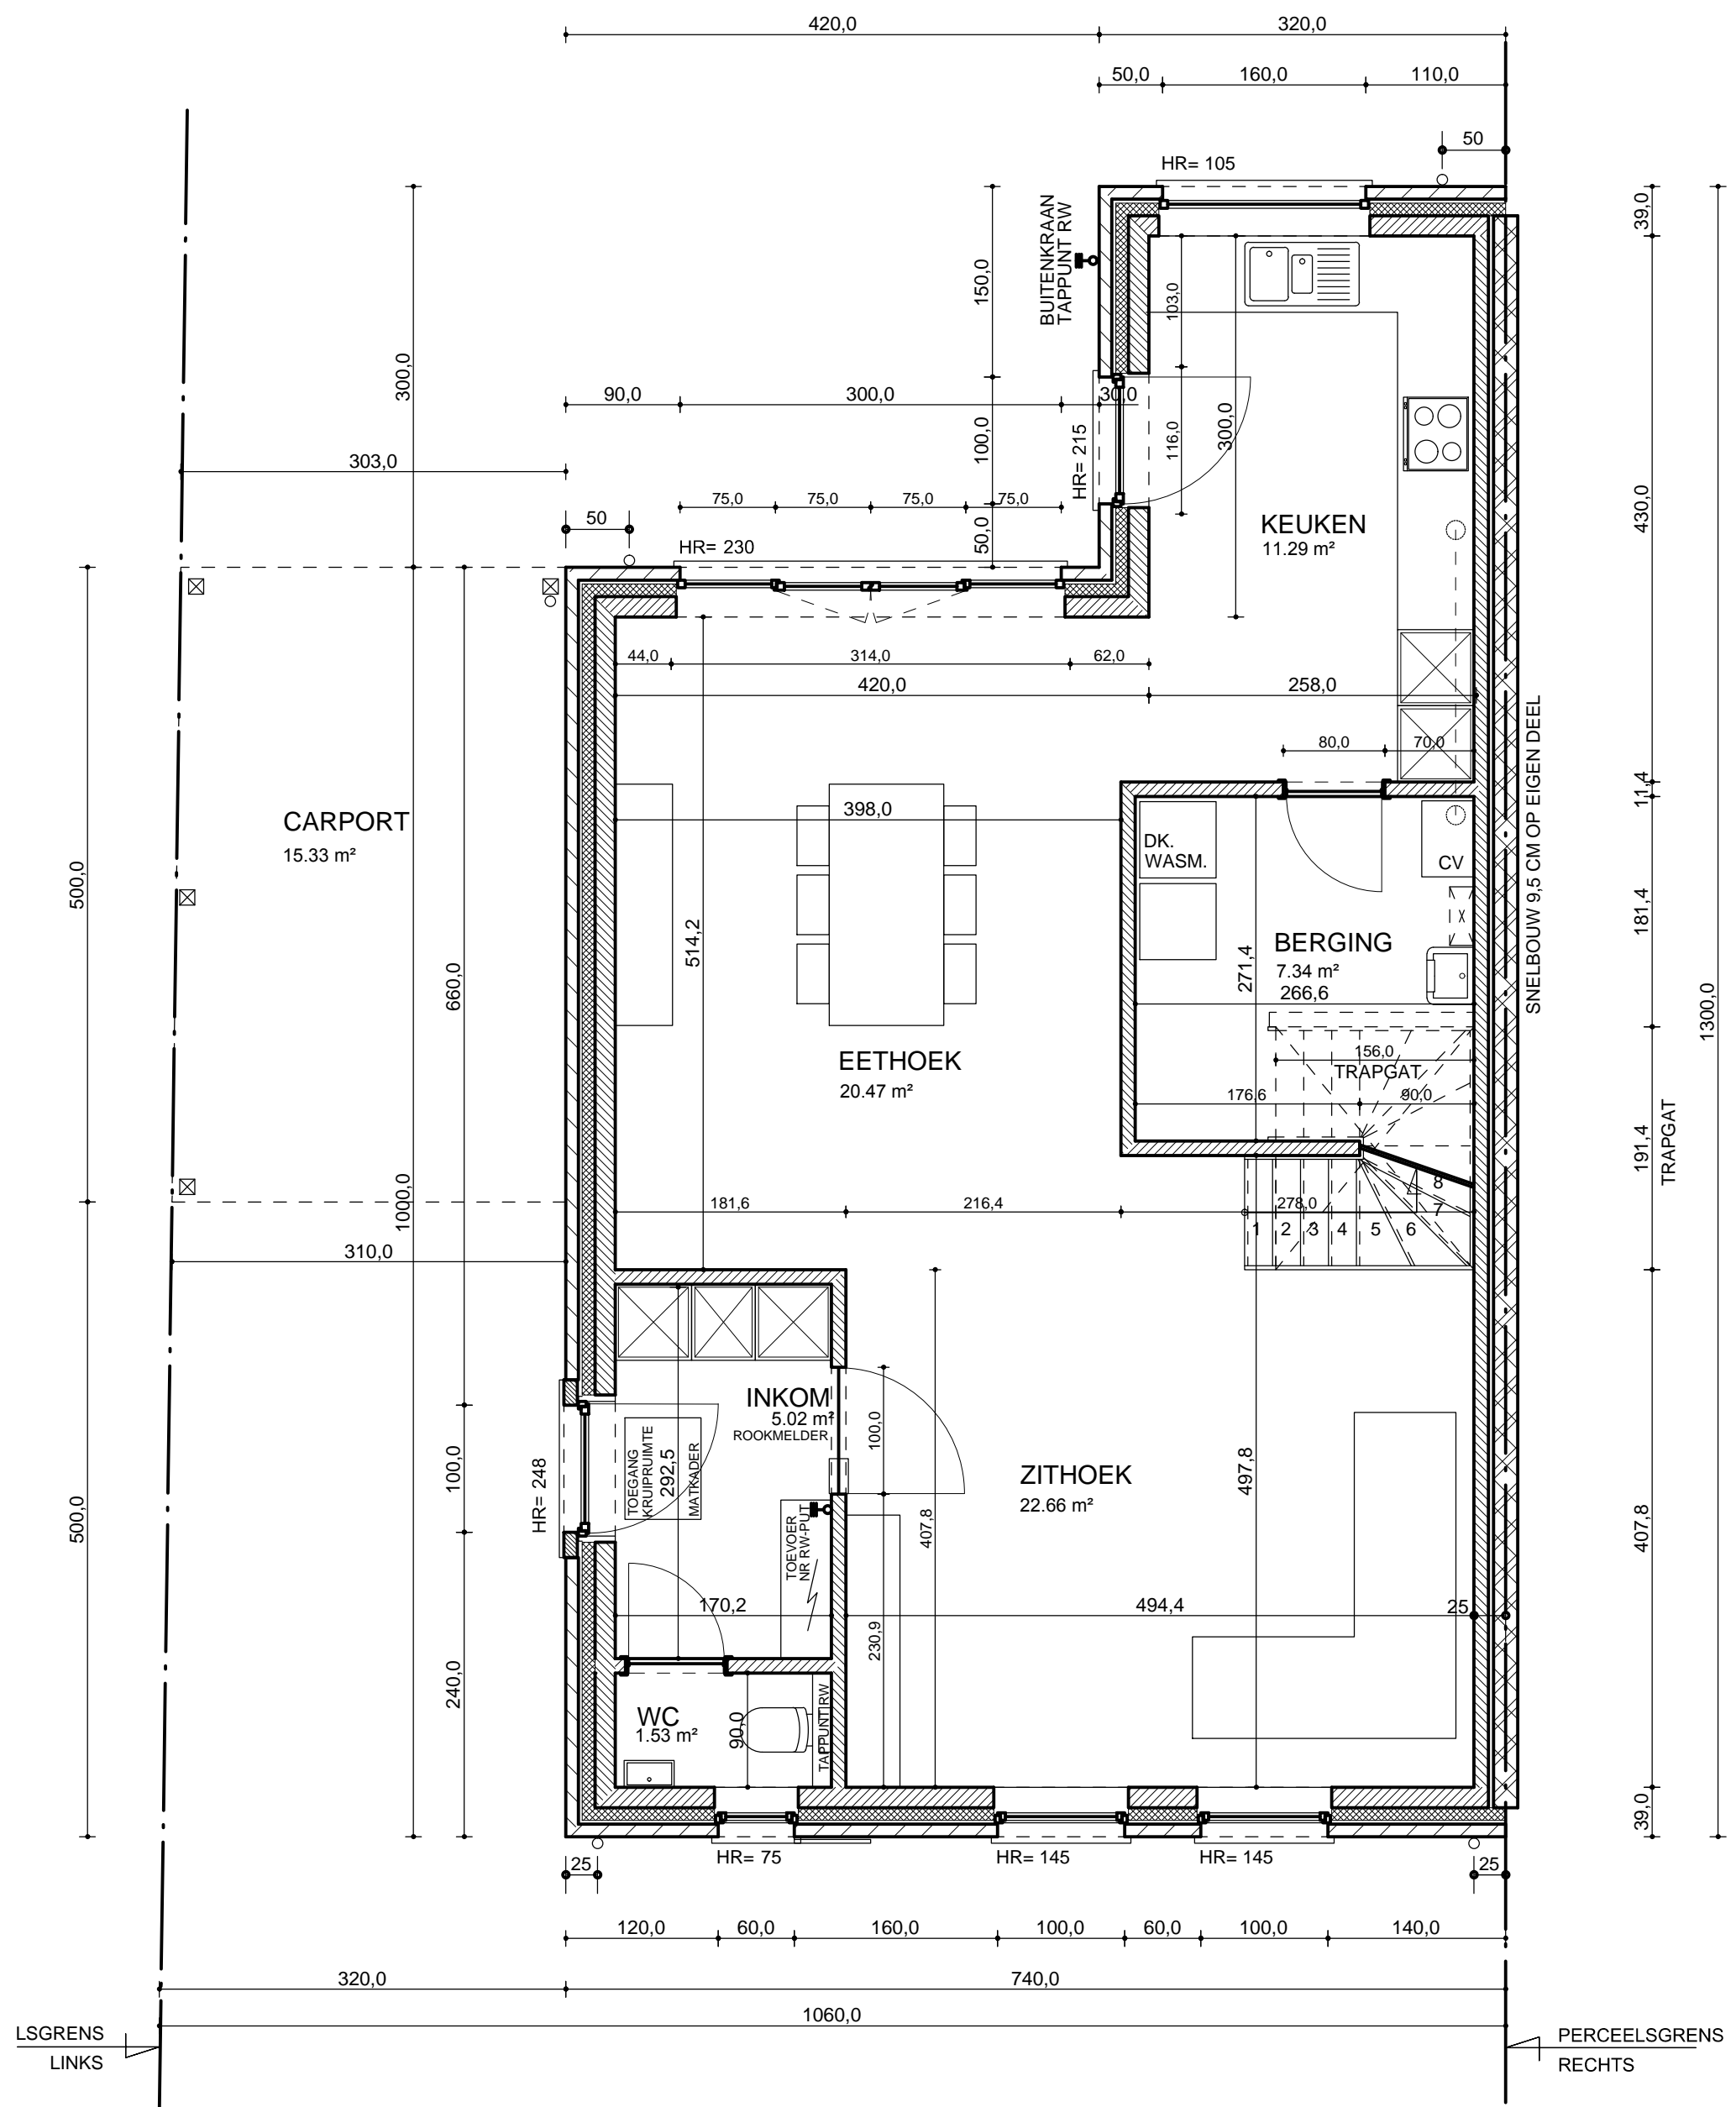 420,0
320,0
50,0
160,0
110,0
50
HR= 105
BUITENKRAAN
TAPPUNT RW
39,0
150,0
103,0
300,0
90,0
300,0
30,0
116,0
300,0
100,0
HR= 215
303,0
75,0
75,0
75,0
75,0
430,0
50
HR= 230
50,0
KEUKEN
11.29 m²
44,0
314,0
62,0
420,0
258,0
80,0
70,0
SNELBOUW 9,5 CM OP EIGEN DEEL
11,4
CARPORT
15.33 m²
398,0
DK.
WASM.
CV
500,0
514,2
181,4
BERGING
7.34 m²
271,4
266,6
660,0
1300,0
EETHOEK
20.47 m²
156,0
TRAPGAT
176,6
90,0
191,4
TRAPGAT
1000,0
181,6
216,4
278,0
1
2
3
4
5
6
7
8
310,0
INKOM
5.02 m²
ROOKMELDER
100,0
TOEGANG
KRUIPRUIMTE
292,5
MATKADER
HR= 248
100,0
500,0
ZITHOEK
22.66 m²
497,8
407,8
407,8
TOEVOER
NR RW-PUT
170,2
494,4
25
230,9
240,0
WC
1.53 m²
90,0
TAPPUNT RW
39,0
HR= 75
HR= 145
HR= 145
25
25
120,0
60,0
160,0
100,0
60,0
100,0
140,0
320,0
740,0
1060,0
LSGRENS
LINKS
PERCEELSGRENS
RECHTS